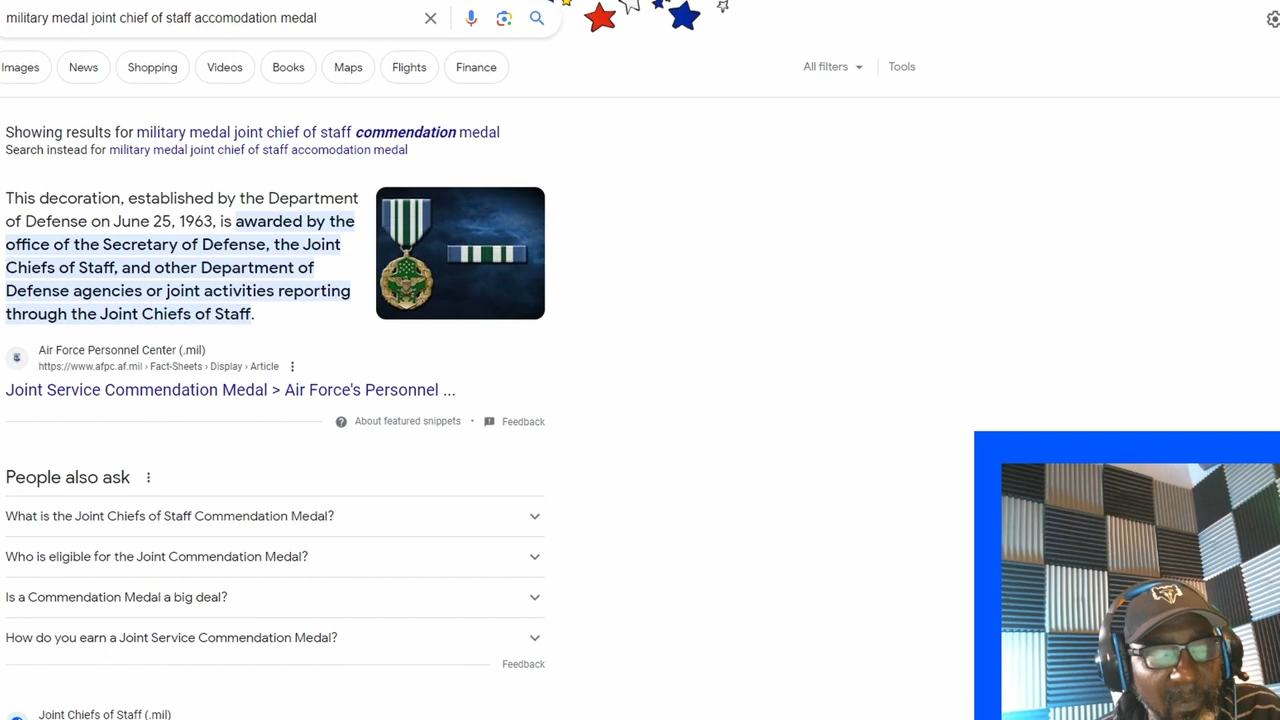 military medal joint chief of staff accomodation medal
Images
News
Shopping
Videos
Books
Maps
Flights
Finance
All filters
Tools
Showing results for military medal joint chief of staff commendation medal
Search instead for military medal joint chief of staff accomodation medal
This decoration, established by the Department
of Defense on June 25, 1963, is awarded by the
office of the Secretary of Defense, the Joint
Chiefs of Staff, and other Department of
Defense agencies or joint activities reporting
through the Joint Chiefs of Staff.
Air Force Personnel Center (.mil)
https://www.afpc.af.mil › Fact-Sheets › Display › Article
Joint Service Commendation Medal > Air Force's Personnel ...
About featured snippets • Feedback
People also ask
What is the Joint Chiefs of Staff Commendation Medal?
Who is eligible for the Joint Commendation Medal?
Is a Commendation Medal a big deal?
How do you earn a Joint Service Commendation Medal?
Feedback
Joint Chiefs of Staff (.mil)